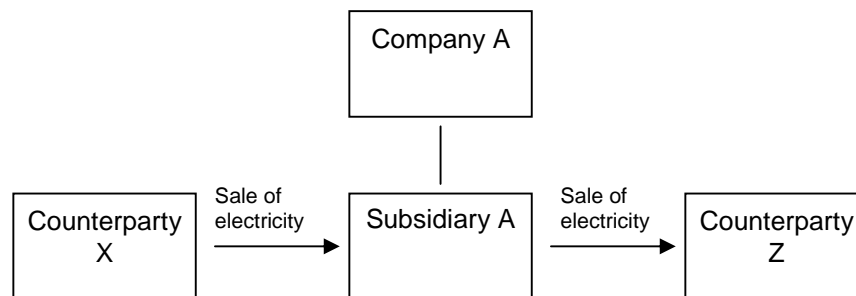 Company A
Sale of
electricity
Sale of
electricity
Counterparty
X
Subsidiary A
Counterparty
Z